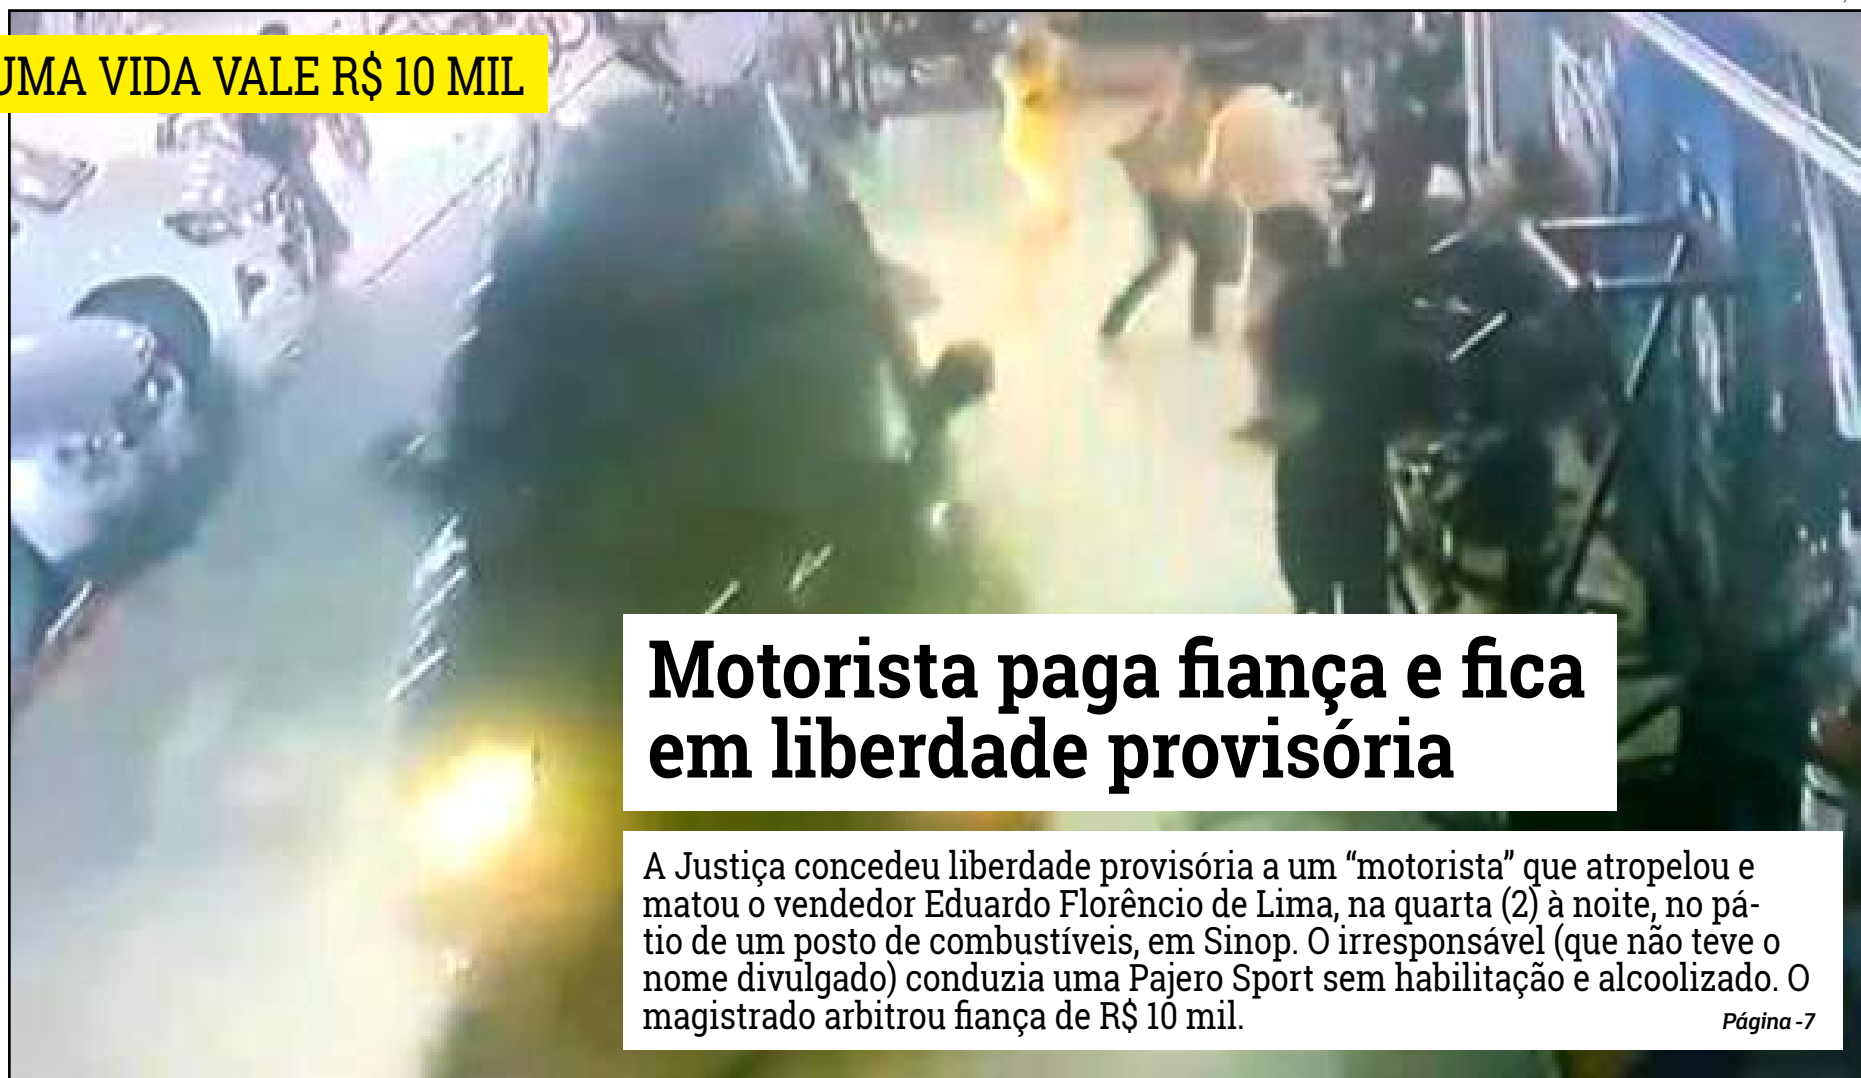 UMA VIDA VALE R$ 10 MIL
Motorista paga fiança e fica
em liberdade provisória
A Justiça concedeu liberdade provisória a um “motorista” que atropelou e
matou o vendedor Eduardo Florêncio de Lima, na quarta (2) à noite, no pá-
tio de um posto de combustíveis, em Sinop. O irresponsável (que não teve o
nome divulgado) conduzia uma Pajero Sport sem habilitação e alcoolizado. O
magistrado arbitrou fiança de R$ 10 mil.
Página -7